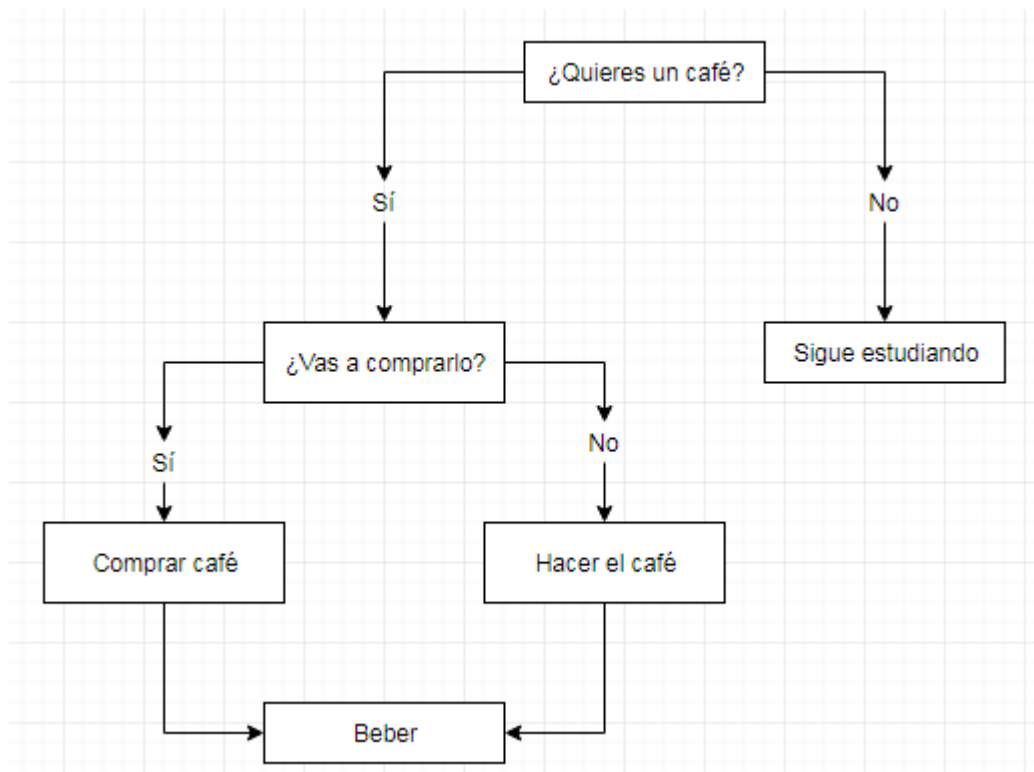 ¿Quieres un café?
Sí
No
¿Vas a comprarlo?
Sigue estudiando
Sí
No
Comprar café
Hacer el café
Beber